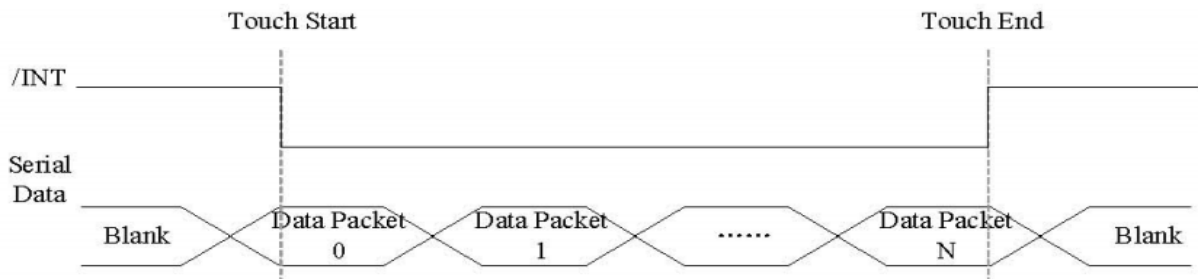 Touch Start
Touch End
/INT
Serial
Data
Blank
Data Packet
0
Data Packet
1
......
Data Packet
N
Blank